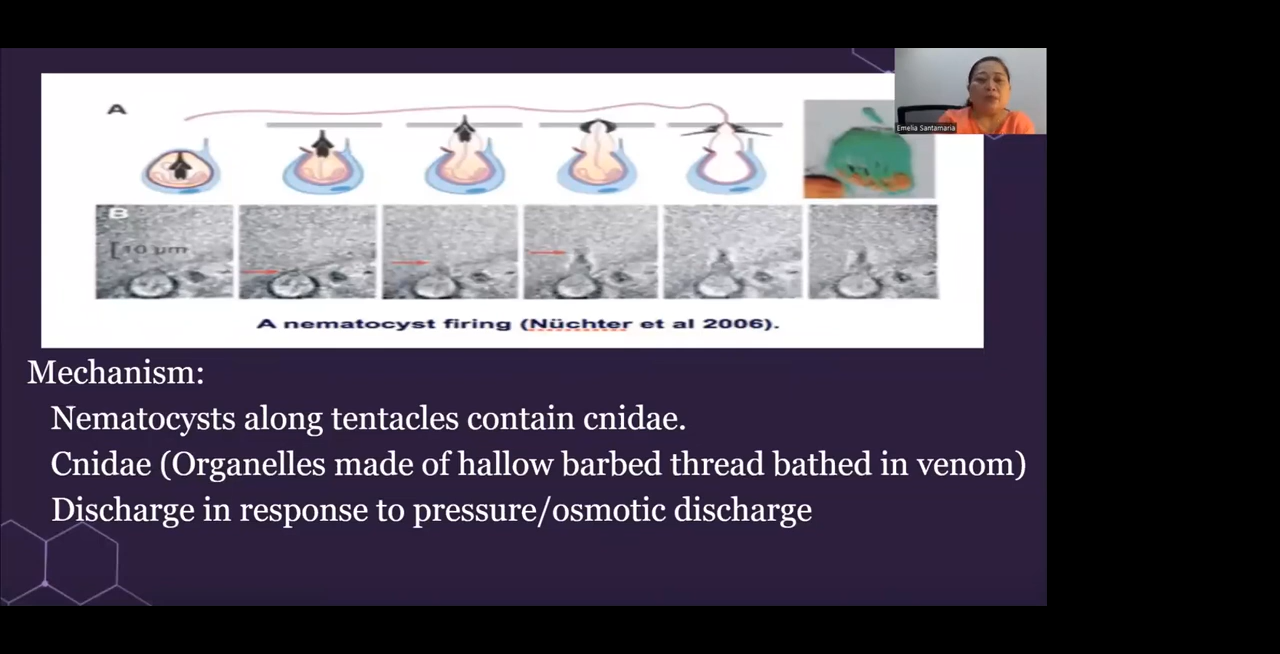 A
Emelia Santamaria
B
10 µm
A nematocyst firing (Nüchter et al 2006).
Mechanism:
Nematocysts along tentacles contain cnidae.
Cnidae (Organelles made of hallow barbed thread bathed in venom)
Discharge in response to pressure/osmotic discharge